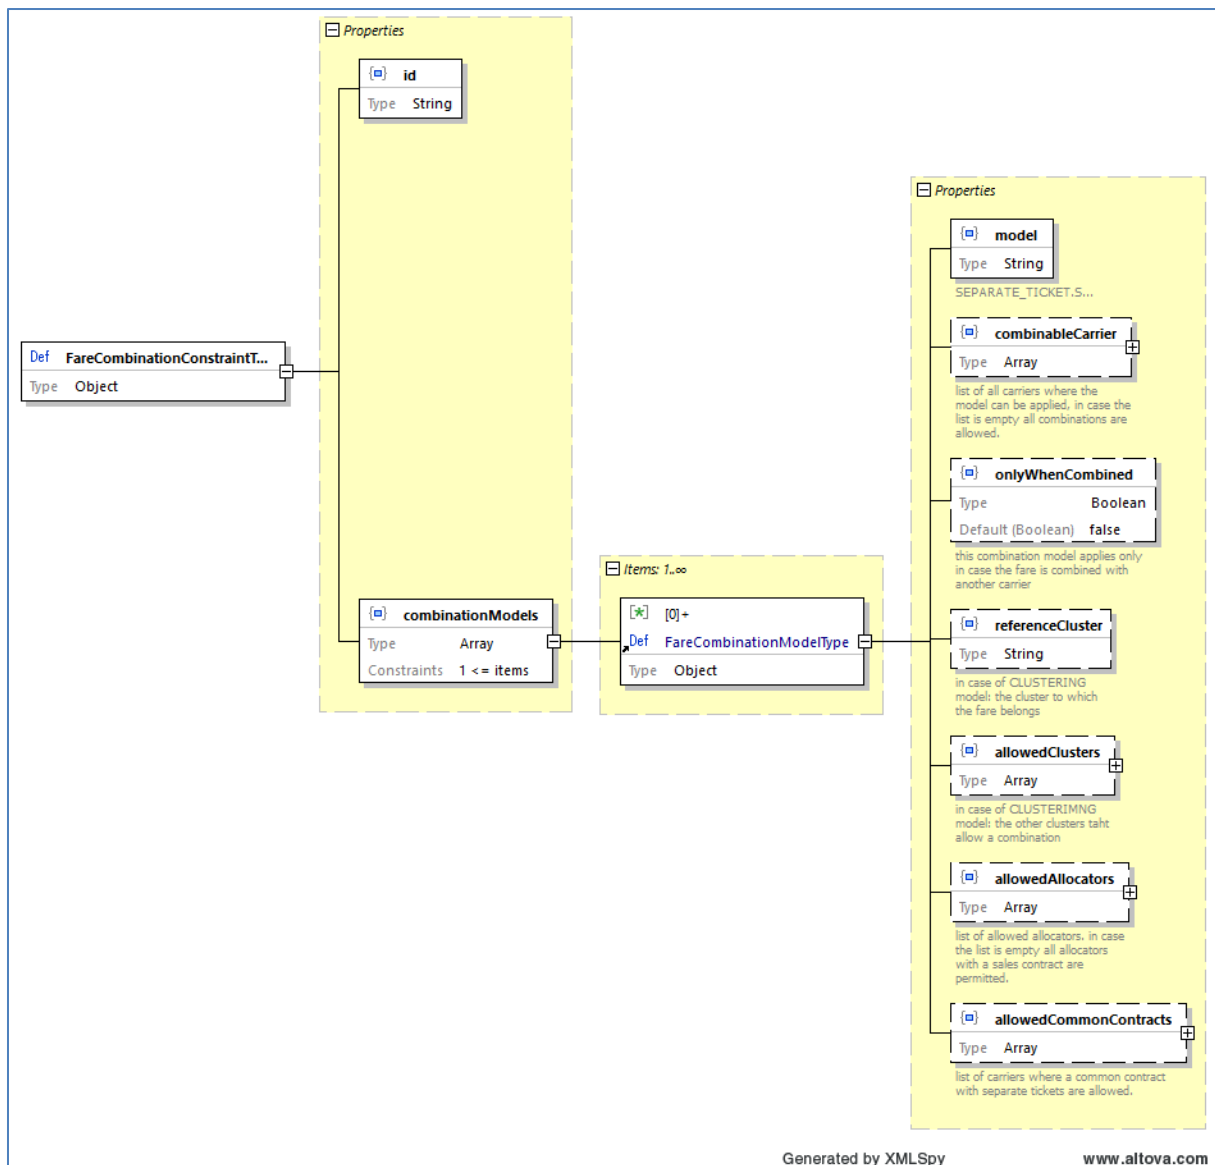 Properties
id
Type String
Def FareCombinationConstraintT...
Type Object
combinationModels
Type Array
Constraints 1 <= items
Items: 1..∞
[0]+
Def FareCombinationModelType
Type Object
Properties
model
Type String
SEPARATE_TICKET.S...
combinableCarrier
Type Array
list of all carriers where the
model can be applied, in case the
list is empty all combinations are
allowed.
onlyWhenCombined
Type Boolean
Default (Boolean) false
this combination model applies only
in case the fare is combined with
another carrier
referenceCluster
Type String
in case of CLUSTERING
model: the cluster to which
the fare belongs
allowedClusters
Type Array
in case of CLUSTERIMNG
model: the other clusters taht
allow a combination
allowedAllocators
Type Array
list of allowed allocators. in case
the list is empty all allocators
with a sales contract are
permitted.
allowedCommonContracts
Type Array
list of carriers where a common contract
with separate tickets are allowed.
Generated by XMLSpy www.altova.com